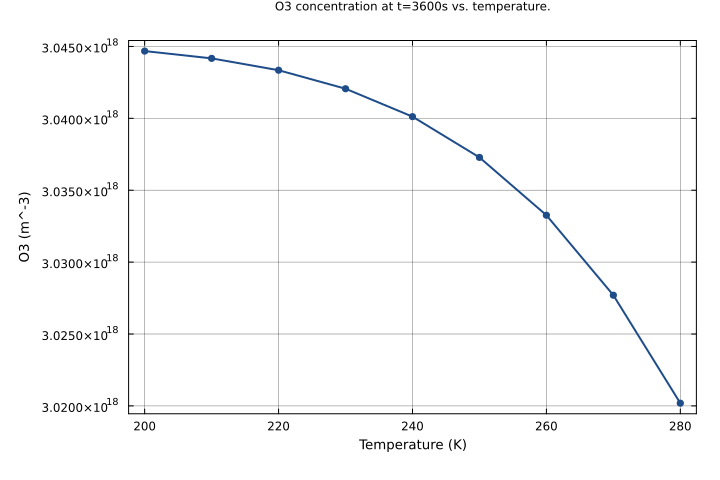 O3 concentration at t=3600s vs. temperature.
3.0450×10^18
3.0400×10^18
3.0350×10^18
3.0300×10^18
3.0250×10^18
3.0200×10^18
O3 (m^-3)
200 220 240 260 280
Temperature (K)